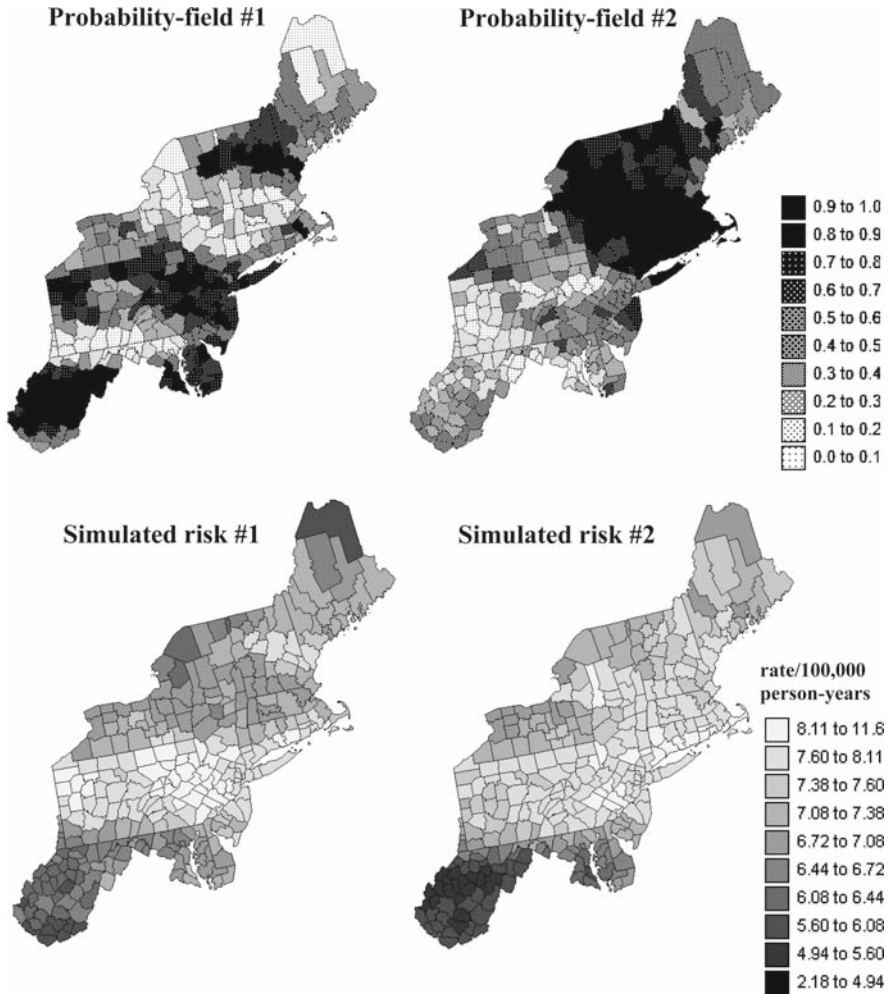 Probability-field #1
Probability-field #2
0.9 to 1.0
0.8 to 0.9
0.7 to 0.8
0.6 to 0.7
0.5 to 0.6
0.4 to 0.5
0.3 to 0.4
0.2 to 0.3
0.1 to 0.2
0.0 to 0.1
Simulated risk #1
Simulated risk #2
rate/100,000
person-years
8.11 to 11.6
7.60 to 8.11
7.38 to 7.60
7.08 to 7.38
6.72 to 7.08
6.44 to 6.72
6.08 to 6.44
5.60 to 6.08
4.94 to 5.60
2.18 to 4.94